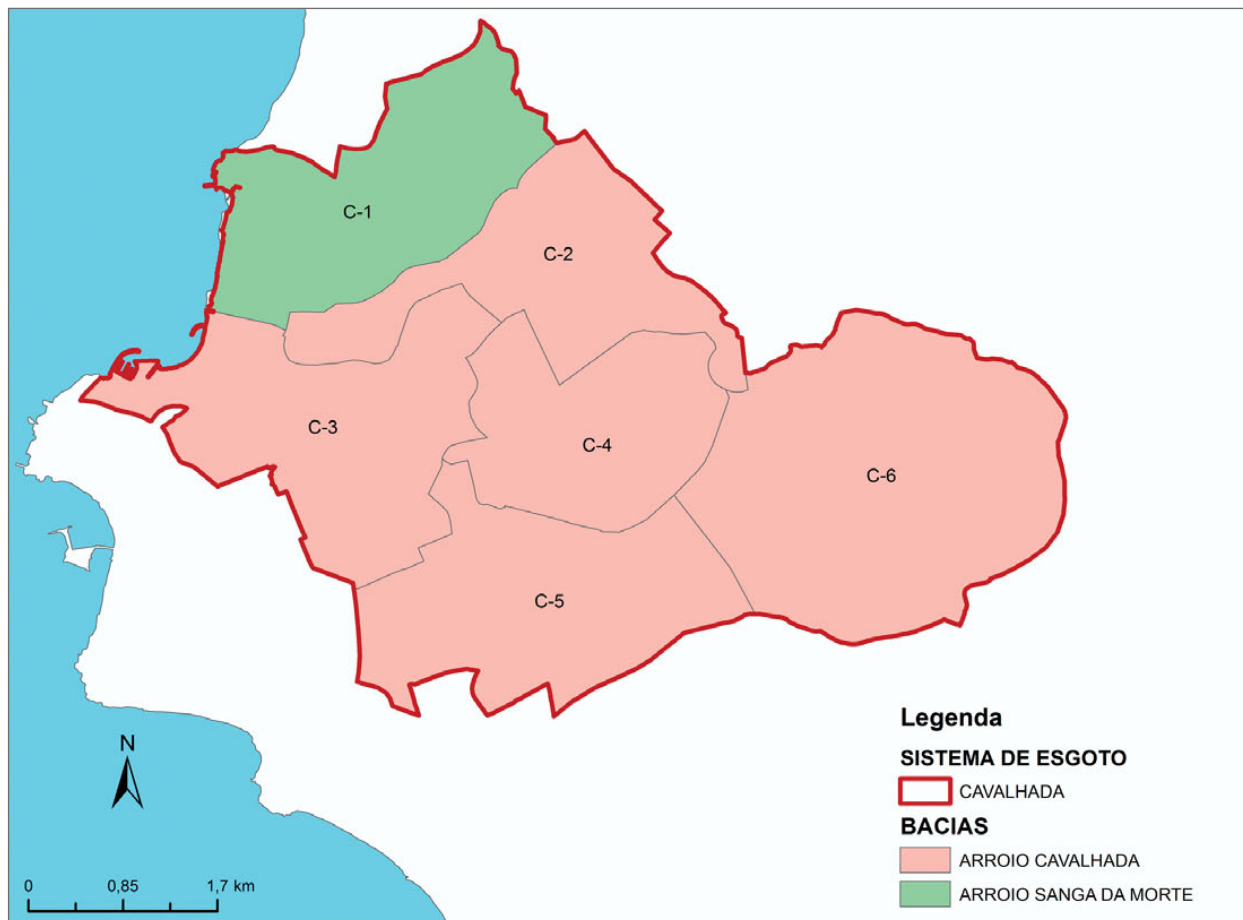 C-1
C-2
C-3
C-4
C-6
C-5
N
0 0,85 1,7 km
Legenda
SISTEMA DE ESGOTO
CAVALHADA
BACIAS
ARROIO CAVALHADA
ARROIO SANGA DA MORTE